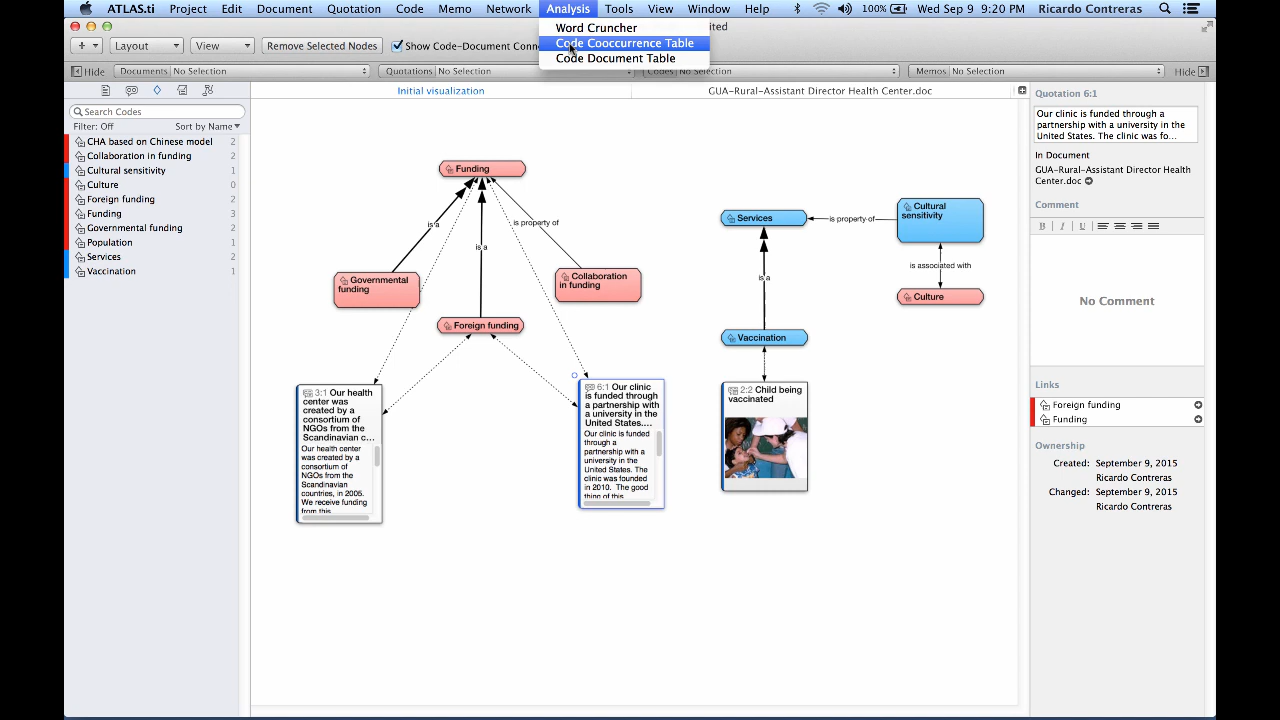 ATLAS.ti Project Edit Document Quotation Code Memo Network Analysis Tools View Window Help 100% Wed Sep 9 9:20 PM Ricardo Contreras
Word Cruncher
Code Cooccurrence Table
Code Document Table
ited
+ Layout View Remove Selected Nodes Show Code-Document Conne
Hide Documents No Selection Quotations No Selection Codes No Selection Memos No Selection Hide
Initial visualization GUA-Rural-Assistant Director Health Center.doc
Search Codes
Filter: Off Sort by Name
CHA based on Chinese model 2
Collaboration in funding 2
Cultural sensitivity 1
Culture 0
Foreign funding 2
Funding 3
Governmental funding 2
Population 1
Services 2
Vaccination 1
Funding
is a
is a
is property of
Governmental
funding
Collaboration
in funding
Foreign funding
3:1 Our health
center was
created by a
consortium of
NGOs from the
Scandinavian c...
Our health center
was created by a
consortium of
NGOs from the
Scandinavian
countries, in 2005.
We receive funding
from this
6:1 Our clinic
is funded through
a partnership with
a university in the
United States....
Our clinic is funded
through a
partnership with a
university in the
United States. The
clinic was founded
in 2010. The good
thing of this
Services
is property of
Cultural
sensitivity
is associated with
Culture
is a
Vaccination
2:2 Child being
vaccinated
Quotation 6:1
Our clinic is funded through a
partnership with a university in the
United States. The clinic was fo...
In Document
GUA-Rural-Assistant Director Health
Center.doc
Comment
B I U
No Comment
Links
Foreign funding
Funding
Ownership
Created: September 9, 2015
Ricardo Contreras
Changed: September 9, 2015
Ricardo Contreras